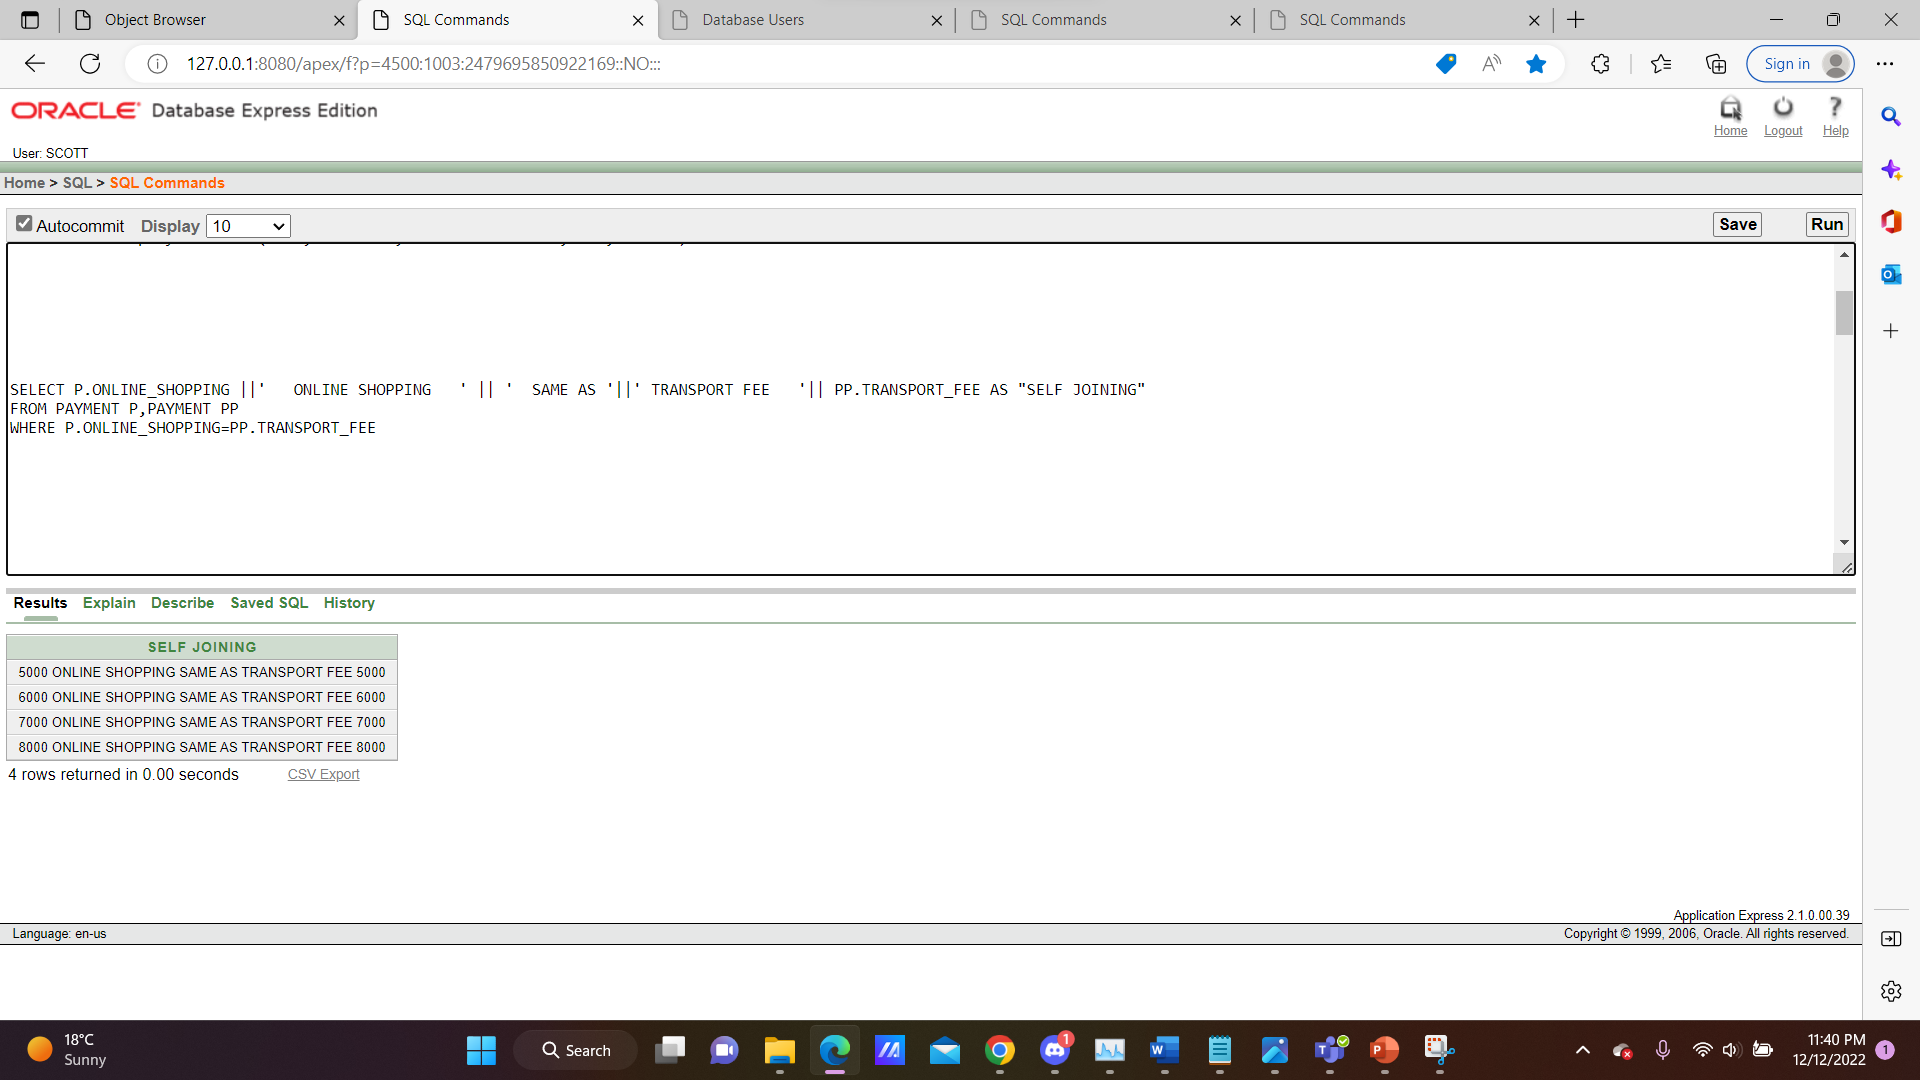 Object Browser
SQL Commands
Database Users
SQL Commands
SQL Commands
127.0.0.1:8080/apex/f?p=4500:1003:2479695850922169::NO:::
Sign in
ORACLE Database Express Edition
Home Logout Help
User: SCOTT
Home > SQL > SQL Commands
Autocommit Display 10
Save Run
SELECT P.ONLINE_SHOPPING ||'   ONLINE SHOPPING   ' || '  SAME AS '||' TRANSPORT FEE   '|| PP.TRANSPORT_FEE AS "SELF JOINING"
FROM PAYMENT P,PAYMENT PP
WHERE P.ONLINE_SHOPPING=PP.TRANSPORT_FEE
Results Explain Describe Saved SQL History
SELF JOINING
5000 ONLINE SHOPPING SAME AS TRANSPORT FEE 5000
6000 ONLINE SHOPPING SAME AS TRANSPORT FEE 6000
7000 ONLINE SHOPPING SAME AS TRANSPORT FEE 7000
8000 ONLINE SHOPPING SAME AS TRANSPORT FEE 8000
4 rows returned in 0.00 seconds CSV Export
Application Express 2.1.0.00.39
Language: en-us Copyright © 1999, 2006, Oracle. All rights reserved.
18°C
Sunny
Search
1
11:40 PM
12/12/2022
1